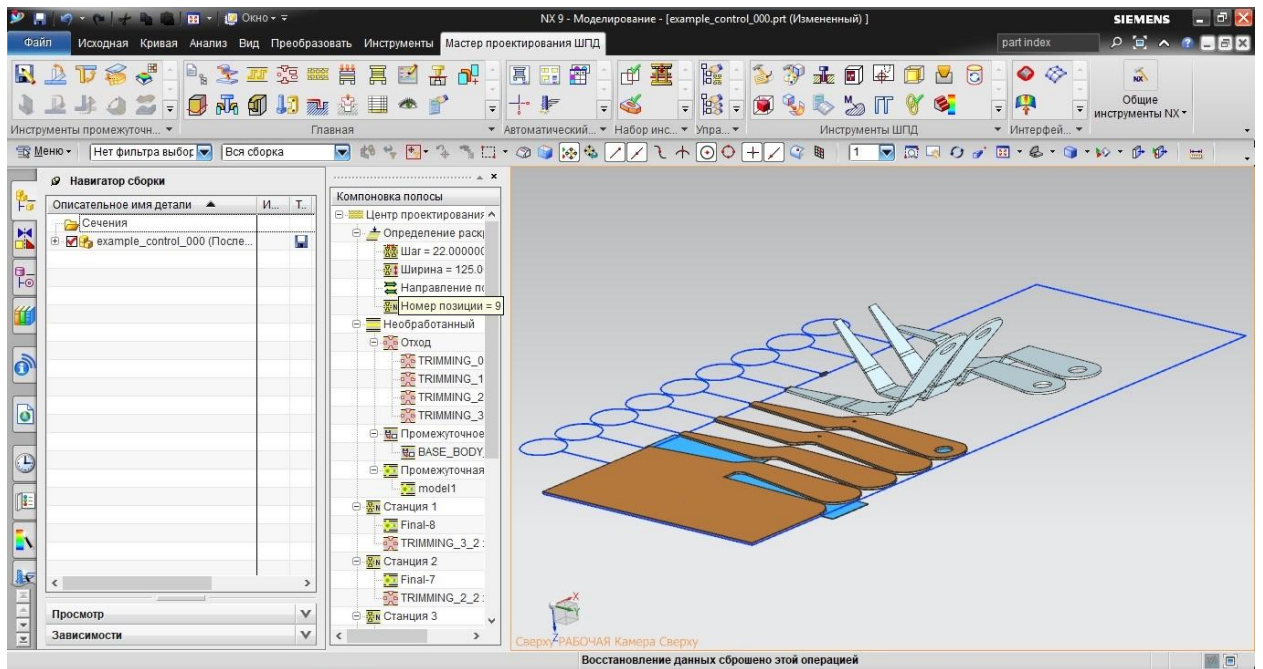 Окно
NX 9 - Моделирование - [example_control_000.prt (Измененный) ]
SIEMENS
Файл Исходная Кривая Анализ Вид Преобразовать Инструменты Мастер проектирования ШПД
part index
Общие
инструменты NX
Инструменты промежуточн... Главная Автоматический... Набор инс... Упра... Инструменты ШПД Интерфей...
Меню Нет фильтра выбор Вся сборка 1
Навигатор сборки
Описательное имя детали И... Т...
Сечения
example_control_000 (После...
Просмотр
Зависимости
Компоновка полосы
Центр проектирования
Определение раск
Шаг = 22.000000
Ширина = 125.0
Направление по
Номер позиции = 9
Необработанный
Отход
TRIMMING_0
TRIMMING_1
TRIMMING_2
TRIMMING_3
Промежуточное
BASE_BODY_
Промежуточная
model1
Станция 1
Final-8
TRIMMING_3_2 :
Станция 2
Final-7
TRIMMING_2_2 :
Станция 3
X
Z
Сверху РАБОЧАЯ Камера Сверху
Восстановление данных сброшено этой операцией